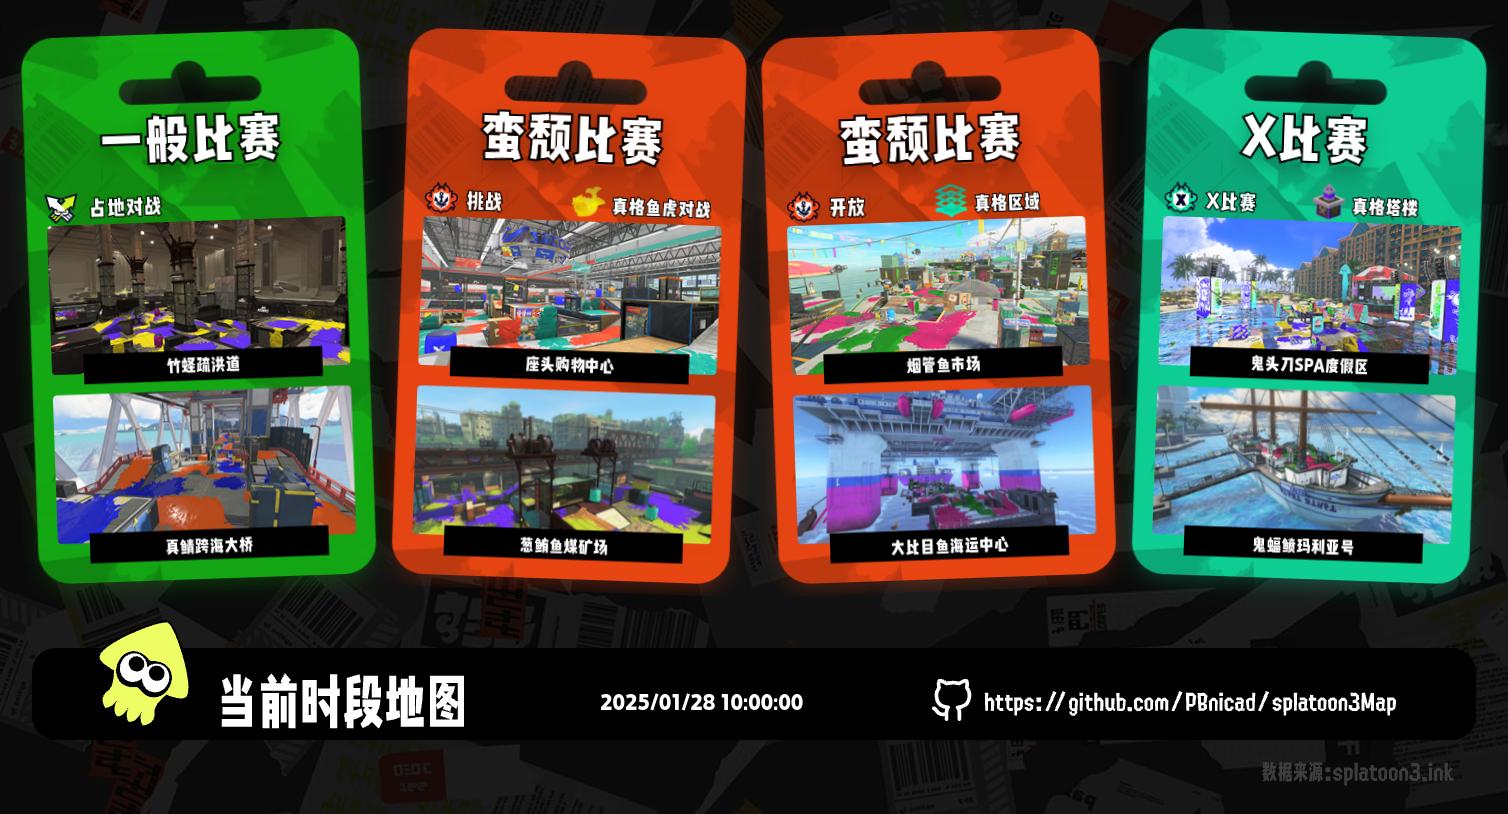 一般比赛
占地对战
竹蛏疏洪道
真鲭跨海大桥
蛮颓比赛
挑战
真格鱼虎对战
座头购物中心
葱鲔鱼煤矿场
蛮颓比赛
开放
真格区域
烟管鱼市场
大比目鱼海运中心
X比赛
X比赛
真格塔楼
鬼头刀SPA度假区
鬼蝠鲼玛利亚号
当前时段地图
2025/01/28 10:00:00
https://github.com/PBnicad/splatoon3Map
数据来源:splatoon3.ink